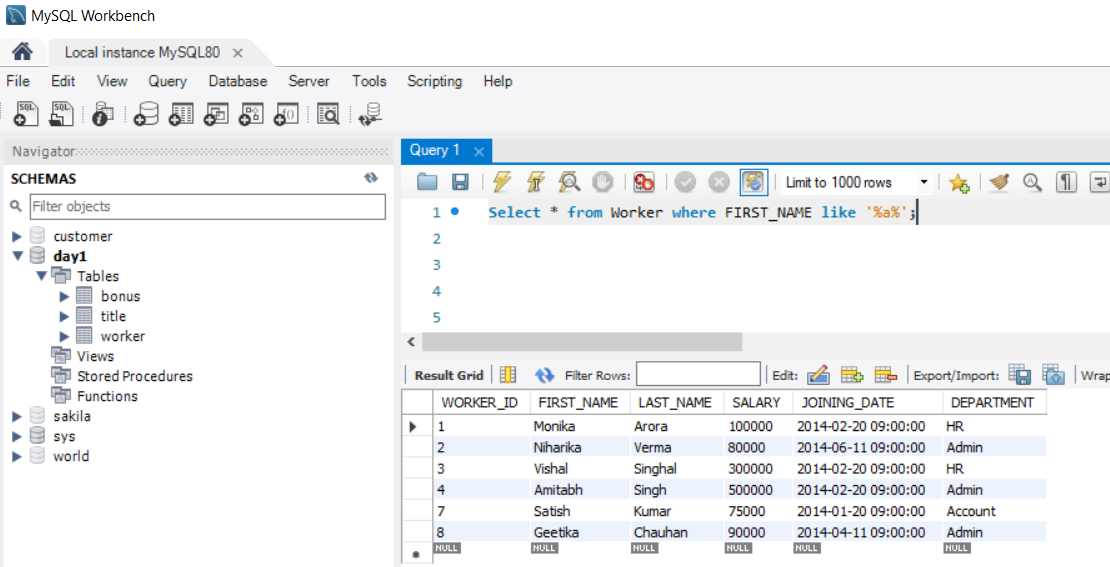 MySQL Workbench
Local instance MySQL80 ×
File Edit View Query Database Server Tools Scripting Help
SQL SQL
Navigator
Query 1 ×
SCHEMAS
Filter objects
Limit to 1000 rows
1 Select * from Worker where FIRST_NAME like '%a%';
2
3
4
5
customer
day1
Tables
bonus
title
worker
Views
Stored Procedures
Functions
sakila
sys
world
Result Grid Filter Rows: Edit: Export/Import: Wrap
WORKER_ID FIRST_NAME LAST_NAME SALARY JOINING_DATE DEPARTMENT
1 Monika Arora 100000 2014-02-20 09:00:00 HR
2 Niharika Verma 80000 2014-06-11 09:00:00 Admin
3 Vishal Singhal 300000 2014-02-20 09:00:00 HR
4 Amitabh Singh 500000 2014-02-20 09:00:00 Admin
7 Satish Kumar 75000 2014-01-20 09:00:00 Account
8 Geetika Chauhan 90000 2014-04-11 09:00:00 Admin
NULL NULL NULL NULL NULL NULL